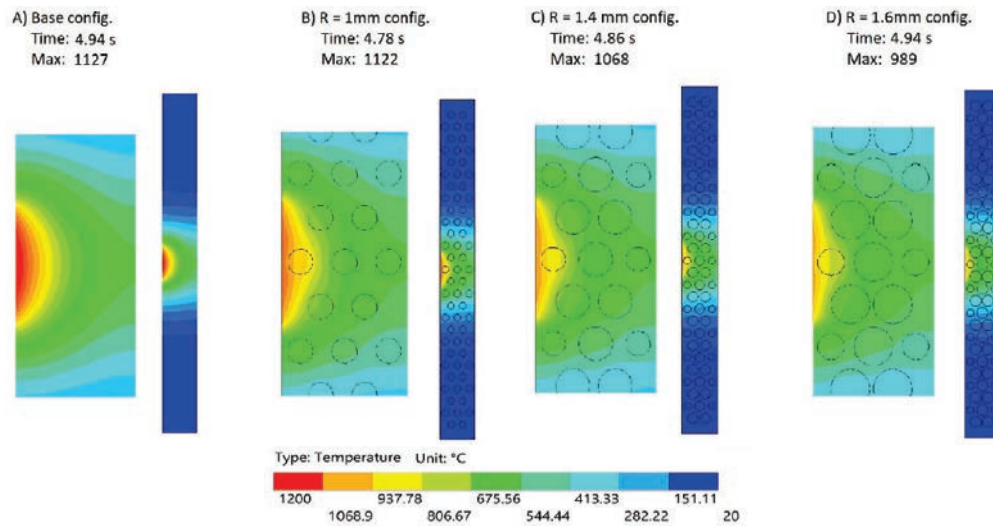 A) Base config.
Time: 4.94 s
Max: 1127
B) R = 1mm config.
Time: 4.78 s
Max: 1122
C) R = 1.4 mm config.
Time: 4.86 s
Max: 1068
D) R = 1.6mm config.
Time: 4.94 s
Max: 989
Type: Temperature Unit: °C
1200 937.78 675.56 413.33 151.11
1068.9 806.67 544.44 282.22 20